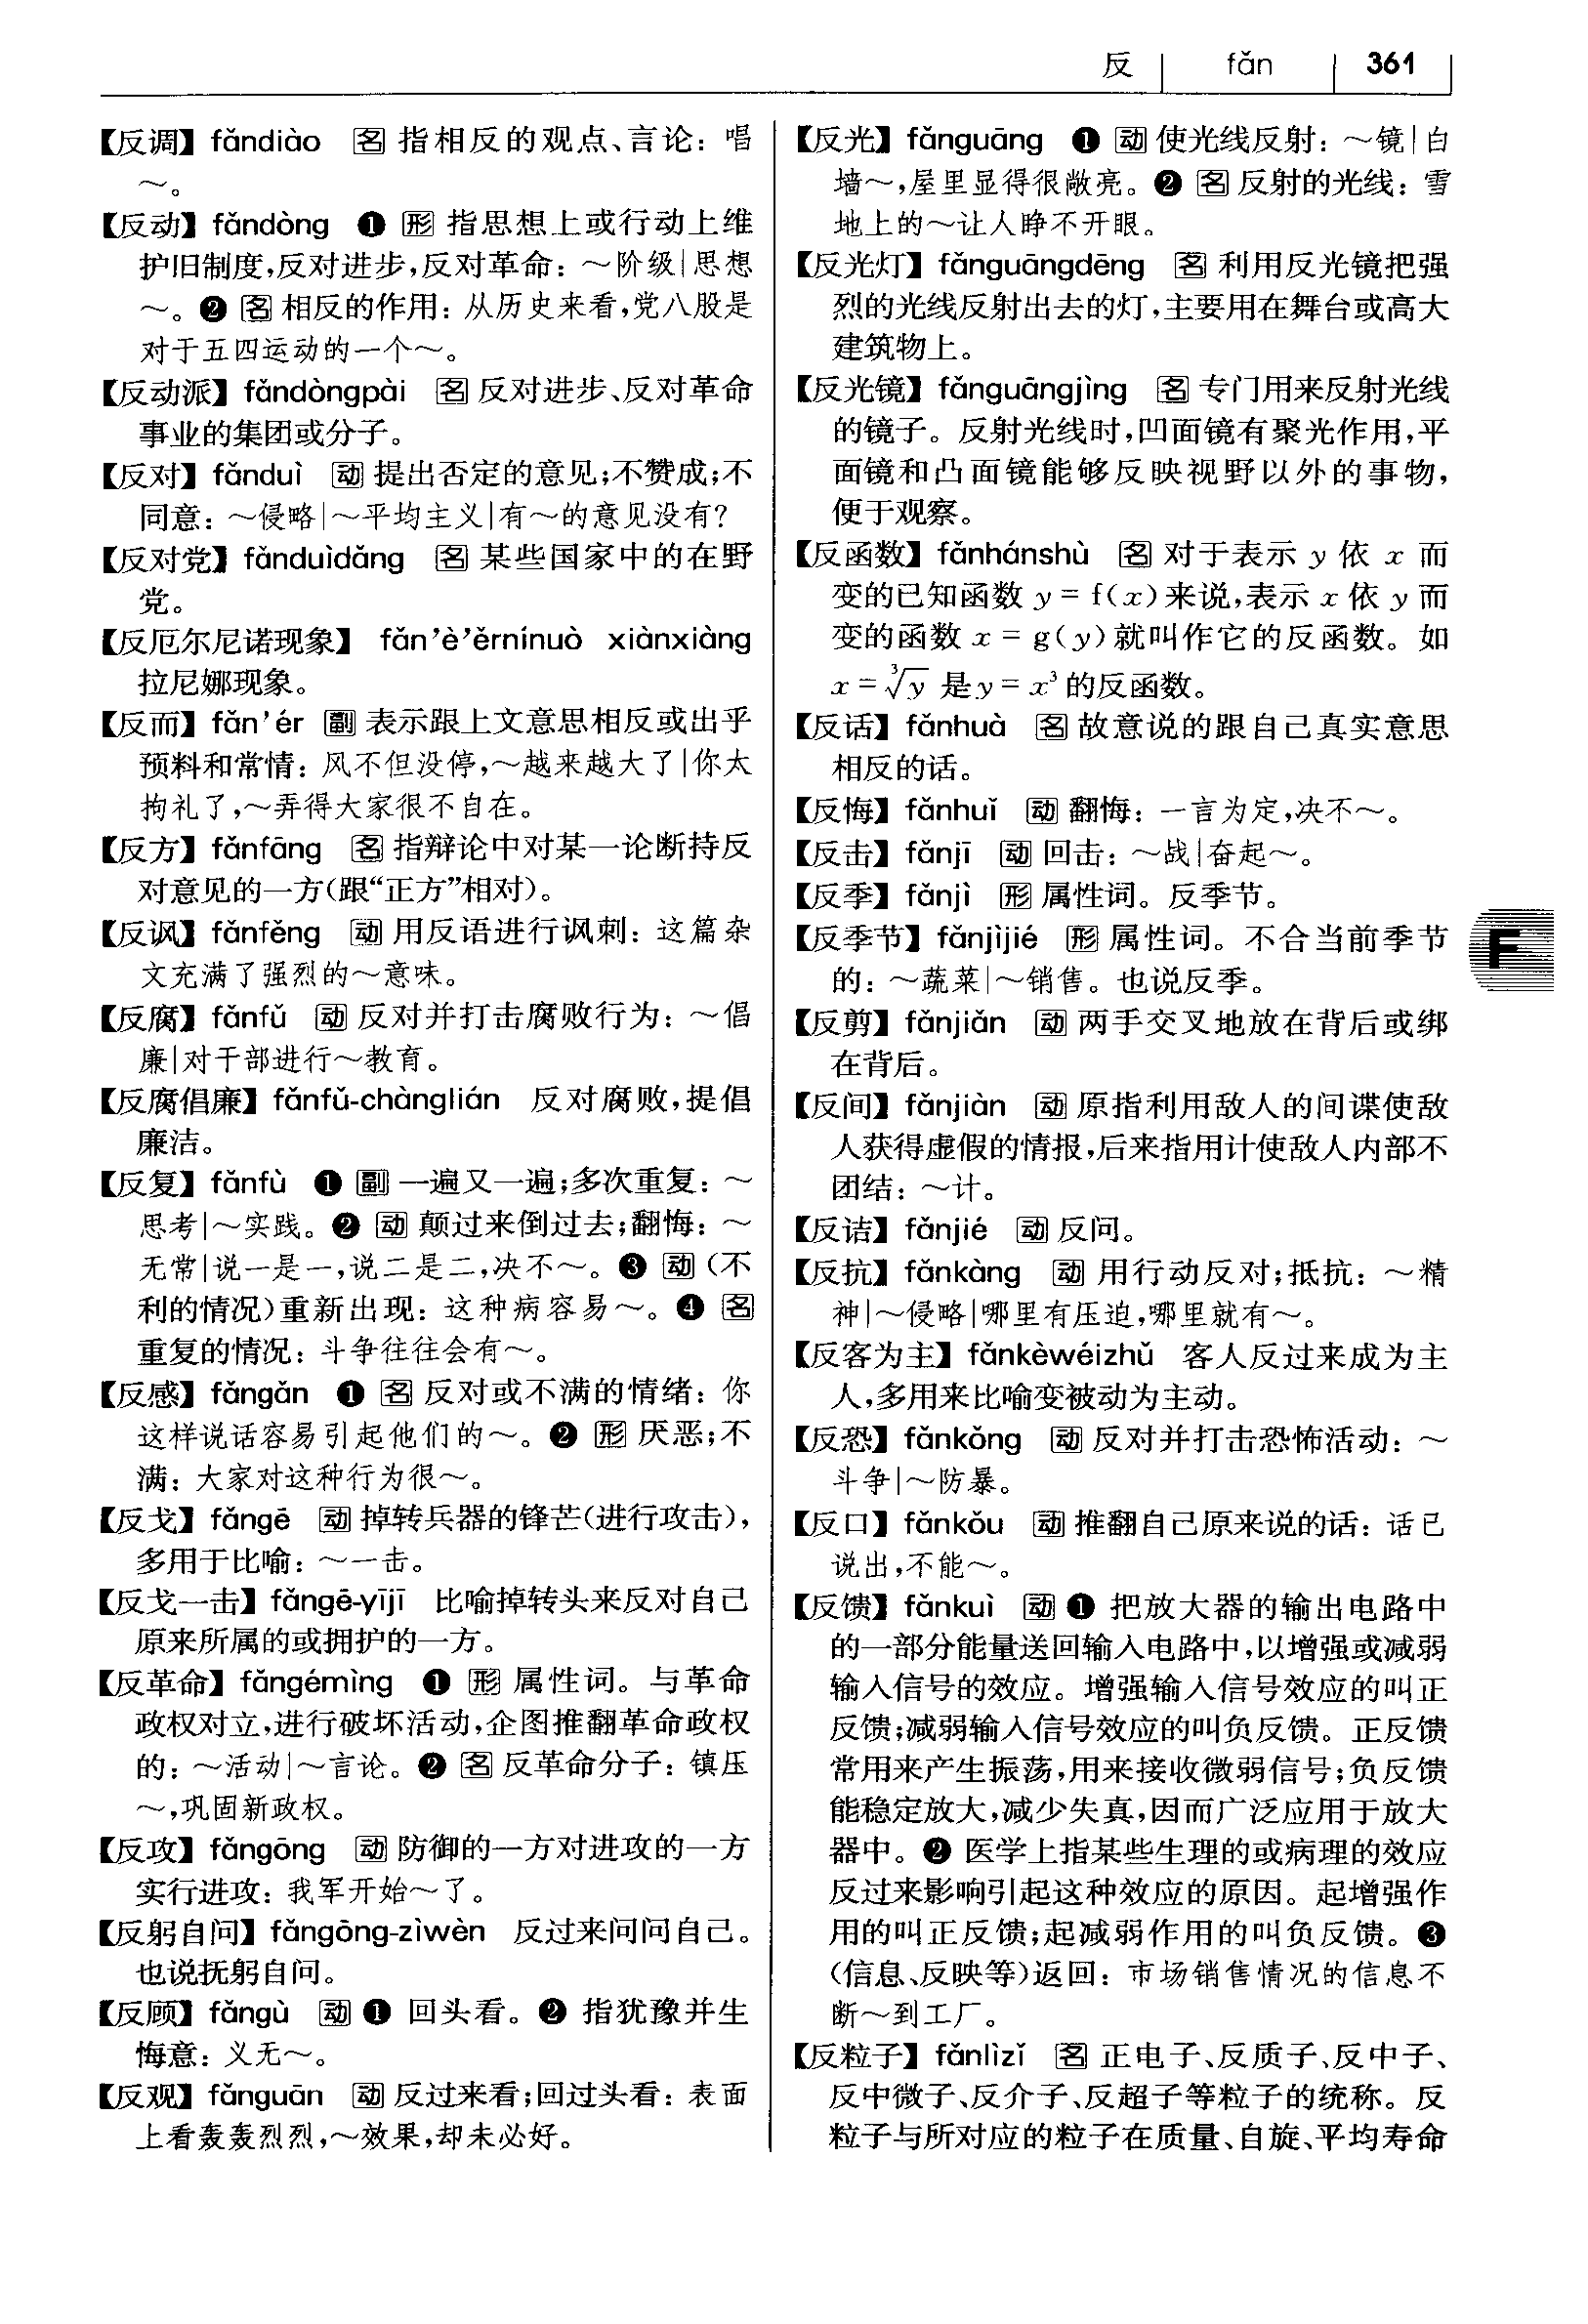 反 fǎn 361
【反调】 fǎndiào 名 指相反的观点、言论：唱
～。
【反动】 fǎndòng ❶ 形 指思想上或行动上维
护旧制度,反对进步,反对革命：～阶级|思想
～。❷ 名 相反的作用：从历史来看,党八股是
对于五四运动的一个～。
【反动派】 fǎndòngpài 名 反对进步、反对革命
事业的集团或分子。
【反对】 fǎnduì 动 提出否定的意见;不赞成;不
同意：～侵略|～平均主义|有～的意见没有？
【反对党】 fǎnduìdǎng 名 某些国家中的在野
党。
【反厄尔尼诺现象】 fǎn’è’ěrnínuò xiànxiàng
拉尼娜现象。
【反而】 fǎn’ér 副 表示跟上文意思相反或出乎
预料和常情：风不但没停,～越来越大了|你太
拘礼了,～弄得大家很不自在。
【反方】 fǎnfāng 名 指辩论中对某一论断持反
对意见的一方(跟“正方”相对)。
【反讽】 fǎnfěng 动 用反语进行讽刺：这篇杂
文充满了强烈的～意味。
【反腐】 fǎnfǔ 动 反对并打击腐败行为：～倡
廉|对干部进行～教育。
【反腐倡廉】 fǎnfǔ-chànglián 反对腐败,提倡
廉洁。
【反复】 fǎnfù ❶ 副 一遍又一遍;多次重复：～
思考|～实践。❷ 动 颠过来倒过去;翻悔：～
无常|说一是一,说二是二,决不～。❸ 动 (不
利的情况)重新出现：这种病容易～。❹ 名
重复的情况：斗争往往会有～。
【反感】 fǎngǎn ❶ 名 反对或不满的情绪：你
这样说话容易引起他们的～。❷ 形 厌恶;不
满：大家对这种行为很～。
【反戈】 fǎngē 动 掉转兵器的锋芒(进行攻击),
多用于比喻：～一击。
【反戈一击】 fǎngē-yījī 比喻掉转头来反对自己
原来所属的或拥护的一方。
【反革命】 fǎngémìng ❶ 形 属性词。与革命
政权对立,进行破坏活动,企图推翻革命政权
的：～活动|～言论。❷ 名 反革命分子：镇压
～,巩固新政权。
【反攻】 fǎngōng 动 防御的一方对进攻的一方
实行进攻：我军开始～了。
【反躬自问】 fǎngōng-zìwèn 反过来问问自己。
也说抚躬自问。
【反顾】 fǎngù 动 ❶ 回头看。❷ 指犹豫并生
悔意：义无～。
【反观】 fǎnguān 动 反过来看;回过头看：表面
上看轰轰烈烈,～效果,却未必好。
【反光】 fǎnguāng ❶ 动 使光线反射：～镜|白
墙～,屋里显得很敞亮。❷ 名 反射的光线：雪
地上的～让人睁不开眼。
【反光灯】 fǎnguāngdēng 名 利用反光镜把强
烈的光线反射出去的灯,主要用在舞台或高大
建筑物上。
【反光镜】 fǎnguāngjìng 名 专门用来反射光线
的镜子。反射光线时,凹面镜有聚光作用,平
面镜和凸面镜能够反映视野以外的事物,
便于观察。
【反函数】 fǎnhánshù 名 对于表示 y 依 x 而
变的已知函数 y = f(x)来说,表示 x 依 y 而
变的函数 x = g(y)就叫作它的反函数。如
x = ∛y 是 y = x³ 的反函数。
【反话】 fǎnhuà 名 故意说的跟自己真实意思
相反的话。
【反悔】 fǎnhuǐ 动 翻悔：一言为定,决不～。
【反击】 fǎnjī 动 回击：～战|奋起～。
【反季】 fǎnjì 形 属性词。反季节。
【反季节】 fǎnjìjié 形 属性词。不合当前季节
的：～蔬菜|～销售。也说反季。
【反剪】 fǎnjiǎn 动 两手交叉地放在背后或绑
在背后。
【反间】 fǎnjiàn 动 原指利用敌人的间谍使敌
人获得虚假的情报,后来指用计使敌人内部不
团结：～计。
【反诘】 fǎnjié 动 反问。
【反抗】 fǎnkàng 动 用行动反对;抵抗：～精
神|～侵略|哪里有压迫,哪里就有～。
【反客为主】 fǎnkèwéizhǔ 客人反过来成为主
人,多用来比喻变被动为主动。
【反恐】 fǎnkǒng 动 反对并打击恐怖活动：～
斗争|～防暴。
【反口】 fǎnkǒu 动 推翻自己原来说的话：话已
说出,不能～。
【反馈】 fǎnkuì 动 ❶ 把放大器的输出电路中
的一部分能量送回输入电路中,以增强或减弱
输入信号的效应。增强输入信号效应的叫正
反馈;减弱输入信号效应的叫负反馈。正反馈
常用来产生振荡,用来接收微弱信号;负反馈
能稳定放大,减少失真,因而广泛应用于放大
器中。❷ 医学上指某些生理的或病理的效应
反过来影响引起这种效应的原因。起增强作
用的叫正反馈;起减弱作用的叫负反馈。❸
(信息、反映等)返回：市场销售情况的信息不
断～到工厂。
【反粒子】 fǎnlìzǐ 名 正电子、反质子、反中子、
反中微子、反介子、反超子等粒子的统称。反
粒子与所对应的粒子在质量、自旋、平均寿命
F